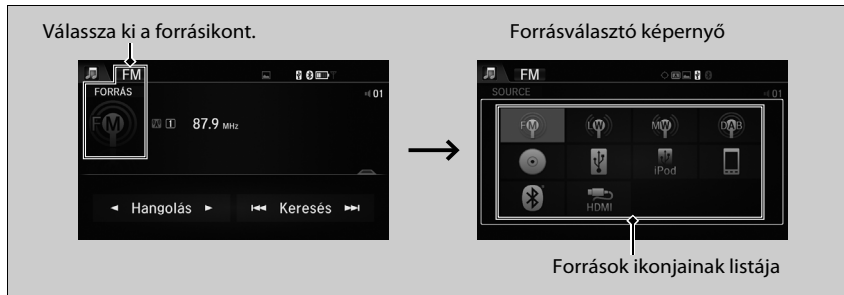 Válassza ki a forrásikont.
FM
FORRÁS
01
FM
1 87.9 MHz
Hangolás
Keresés
Forrásválasztó képernyő
FM
SOURCE
01
FM LW MW DAB
iPod
HDMI
Források ikonjainak listája